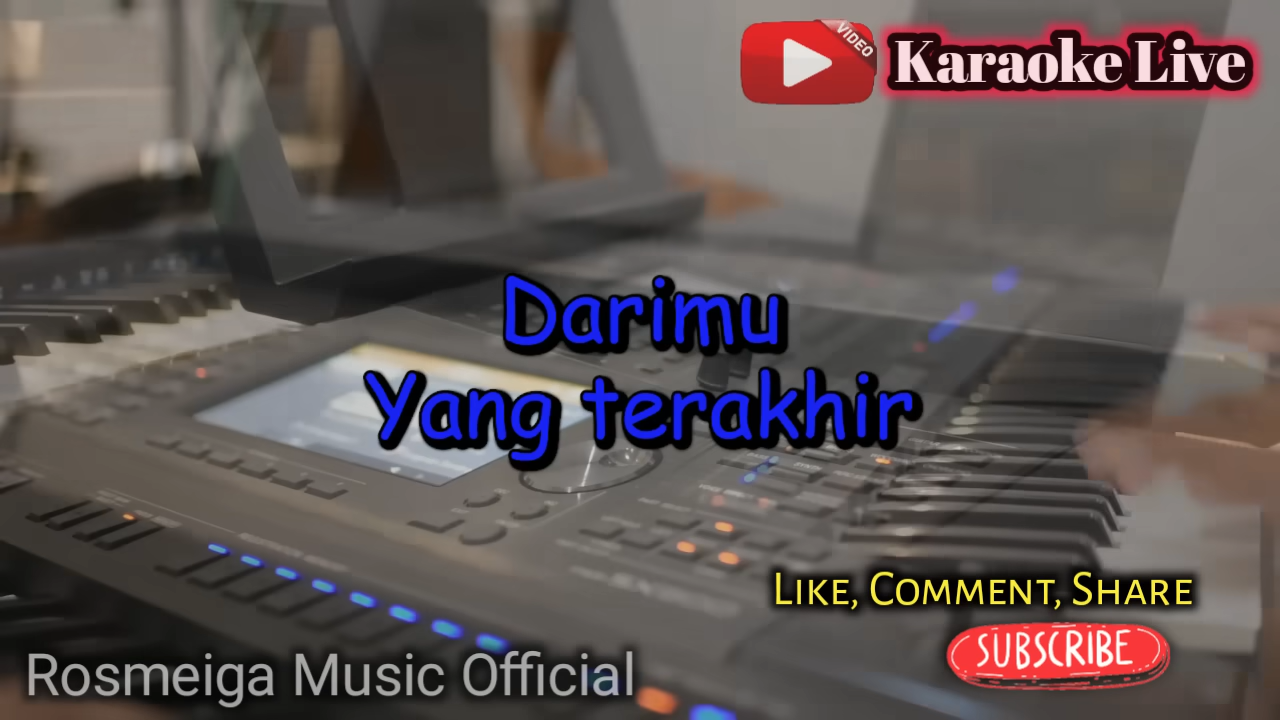 VIDEO
Karaoke Live
Darimu
Yang terakhir
Like, Comment, Share
SUBSCRIBE
Rosmeiga Music Official